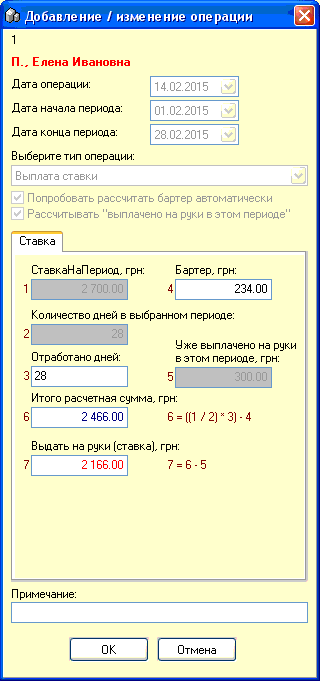 Добавление / изменение операции
1
П., Елена Ивановна
Дата операции: 14.02.2015
Дата начала периода: 01.02.2015
Дата конца периода: 28.02.2015
Выберите тип операции:
Выплата ставки
Попробовать рассчитать бартер автоматически
Рассчитывать "выплачено на руки в этом периоде"
Ставка
СтавкаНаПериод, грн: Бартер, грн:
1 2 700.00 4 234.00
Количество дней в выбранном периоде:
2 28
Отработано дней: Уже выплачено на руки в этом периоде, грн:
3 28 5 300.00
Итого расчетная сумма, грн:
6 2 466.00 6 = ((1 / 2) * 3) - 4
Выдать на руки (ставка), грн:
7 2 166.00 7 = 6 - 5
Примечание:
OK Отмена